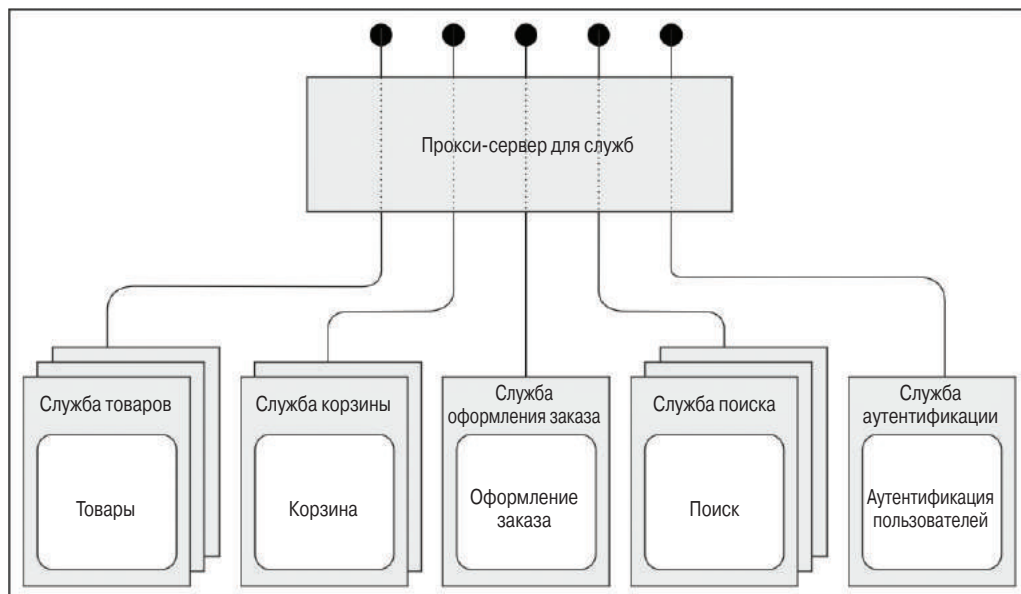 Прокси-сервер для служб
Служба товаров
Товары
Служба корзины
Корзина
Служба
оформления заказа
Оформление
заказа
Служба поиска
Поиск
Служба
аутентификации
Аутентификация
пользователей